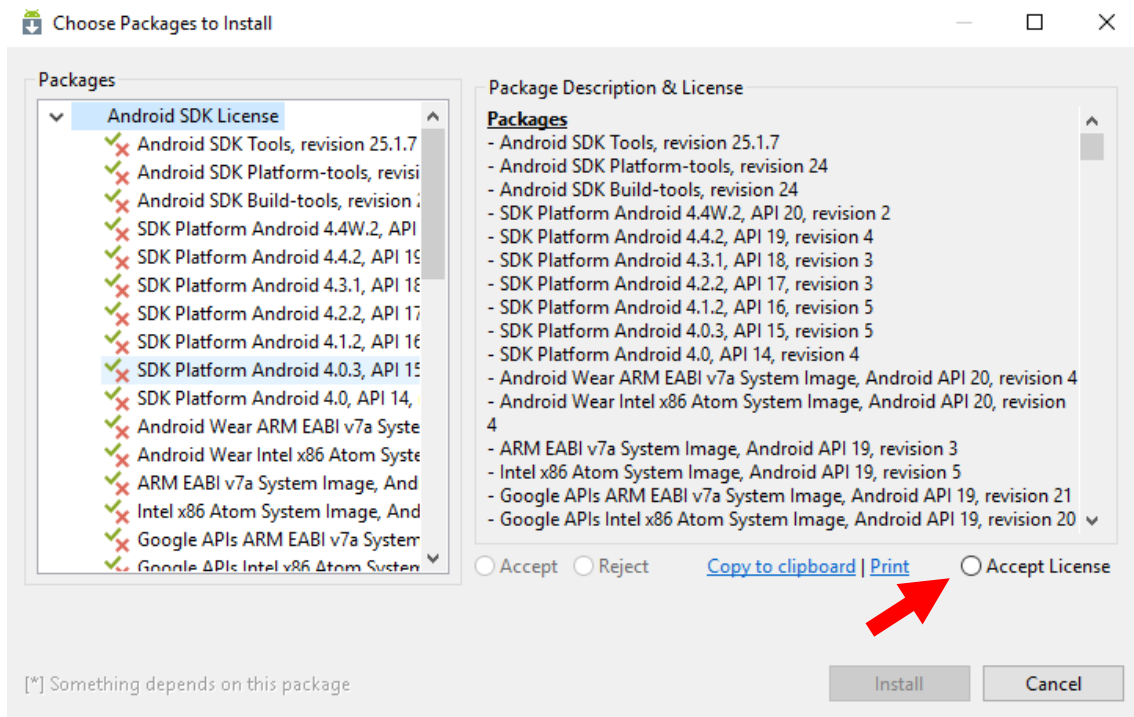 Choose Packages to Install
Packages
Android SDK License
Android SDK Tools, revision 25.1.7
Android SDK Platform-tools, revisi
Android SDK Build-tools, revision
SDK Platform Android 4.4W.2, API
SDK Platform Android 4.4.2, API 19
SDK Platform Android 4.3.1, API 18
SDK Platform Android 4.2.2, API 17
SDK Platform Android 4.1.2, API 16
SDK Platform Android 4.0.3, API 15
SDK Platform Android 4.0, API 14,
Android Wear ARM EABI v7a Syste
Android Wear Intel x86 Atom Syste
ARM EABI v7a System Image, And
Intel x86 Atom System Image, And
Google APIs ARM EABI v7a System
Google APIs Intel x86 Atom System
Package Description & License
Packages
- Android SDK Tools, revision 25.1.7
- Android SDK Platform-tools, revision 24
- Android SDK Build-tools, revision 24
- SDK Platform Android 4.4W.2, API 20, revision 2
- SDK Platform Android 4.4.2, API 19, revision 4
- SDK Platform Android 4.3.1, API 18, revision 3
- SDK Platform Android 4.2.2, API 17, revision 3
- SDK Platform Android 4.1.2, API 16, revision 5
- SDK Platform Android 4.0.3, API 15, revision 5
- SDK Platform Android 4.0, API 14, revision 4
- Android Wear ARM EABI v7a System Image, Android API 20, revision 4
- Android Wear Intel x86 Atom System Image, Android API 20, revision
4
- ARM EABI v7a System Image, Android API 19, revision 3
- Intel x86 Atom System Image, Android API 19, revision 5
- Google APIs ARM EABI v7a System Image, Android API 19, revision 21
- Google APIs Intel x86 Atom System Image, Android API 19, revision 20
Accept Reject Copy to clipboard | Print Accept License
[*] Something depends on this package
Install Cancel